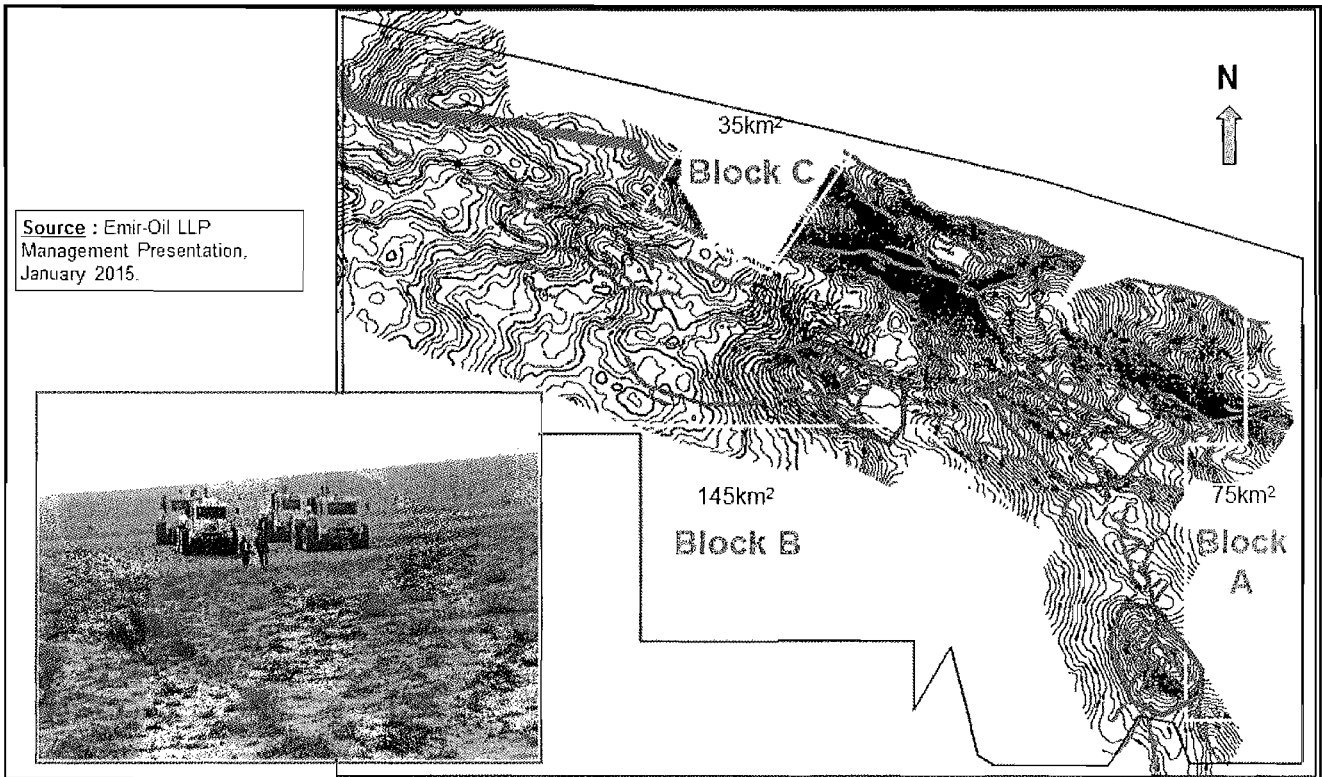 N
35km²
Block C
Source : Emir-Oil LLP
Management Presentation,
January 2015.
145km²
Block B
75km²
Block
A